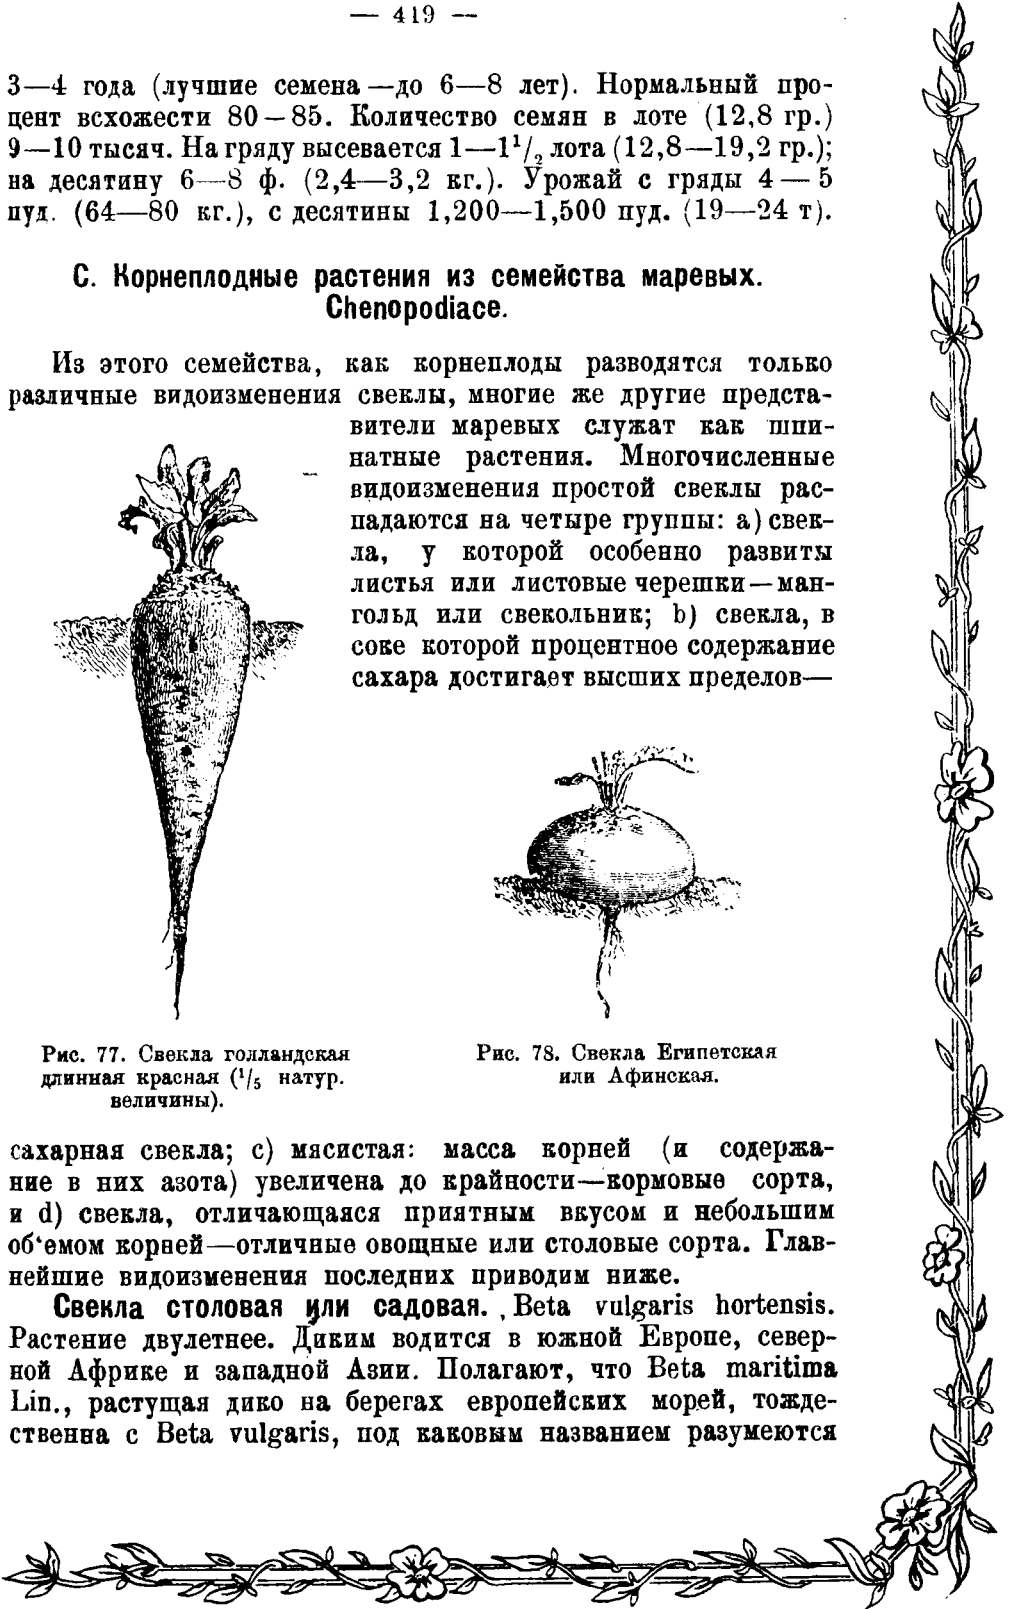 — 419 —
3—4 года (лучшие семена—до 6—8 лет). Нормальный про-
цент всхожести 80—85. Количество семян в лоте (12,8 гр.)
9—10 тысяч. На гряду высевается 1—1¹/₂ лота (12,8—19,2 гр.);
на десятину 6—8 ф. (2,4—3,2 кг.). Урожай с гряды 4—5
пуд. (64—80 кг.), с десятины 1,200—1,500 пуд. (19—24 т).
С. Корнеплодные растения из семейства маревых.
Chenopodiace.
Из этого семейства, как корнеплоды разводятся только
различные видоизменения свеклы, многие же другие предста-
вители маревых служат как шпи-
натные растения. Многочисленные
видоизменения простой свеклы рас-
падаются на четыре группы: a) свек-
ла, у которой особенно развиты
листья или листовые черешки—ман-
гольд или свекольник; b) свекла, в
соке которой процентное содержание
сахара достигает высших пределов—
Рис. 77. Свекла голландская
длинная красная (¹/₅ натур.
величины).
Рис. 78. Свекла Египетская
или Афинская.
сахарная свекла; c) мясистая: масса корней (и содержа-
ние в них азота) увеличена до крайности—кормовые сорта,
и d) свекла, отличающаяся приятным вкусом и небольшим
об‘емом корней—отличные овощные или столовые сорта. Глав-
нейшие видоизменения последних приводим ниже.
Свекла столовая или садовая. , Beta vulgaris hortensis.
Растение двулетнее. Диким водится в южной Европе, север-
ной Африке и западной Азии. Полагают, что Beta maritima
Lin., растущая дико на берегах европейских морей, тожде-
ственна с Beta vulgaris, под каковым названием разумеются